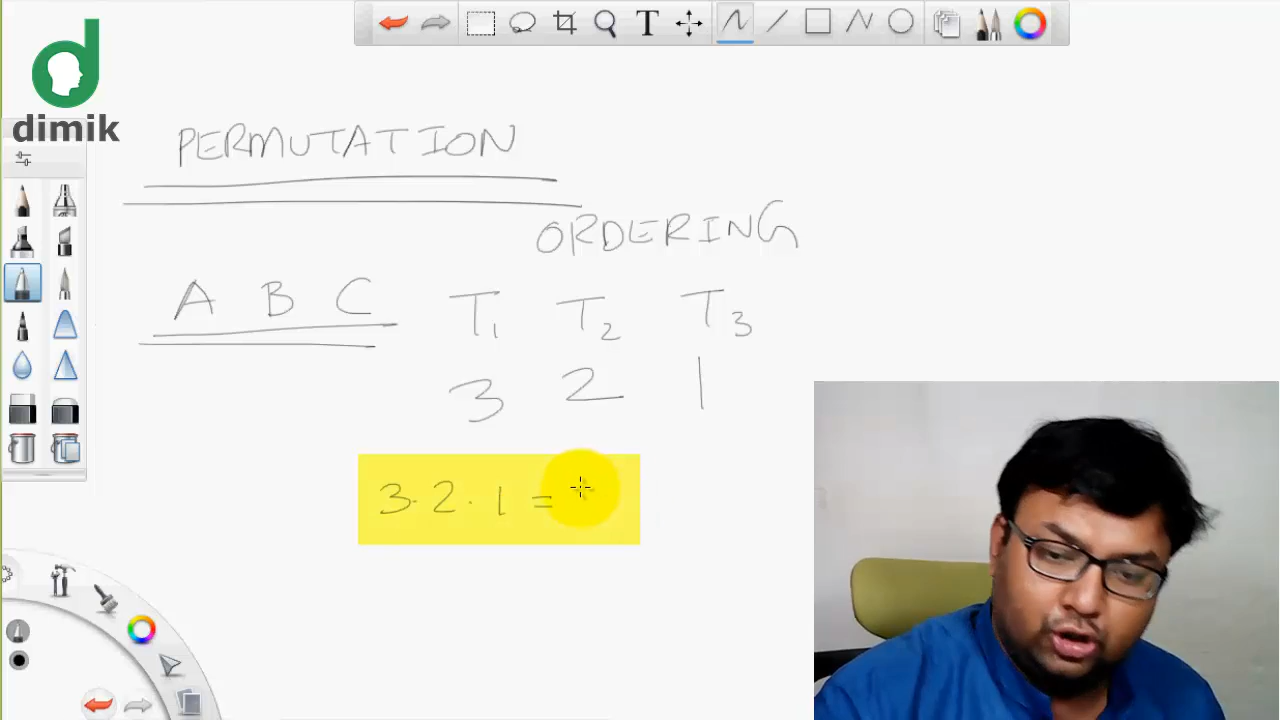 dimik
PERMUTATION
ORDERING
A B C T₁ T₂ T₃
3 2 1
3·2·1 =